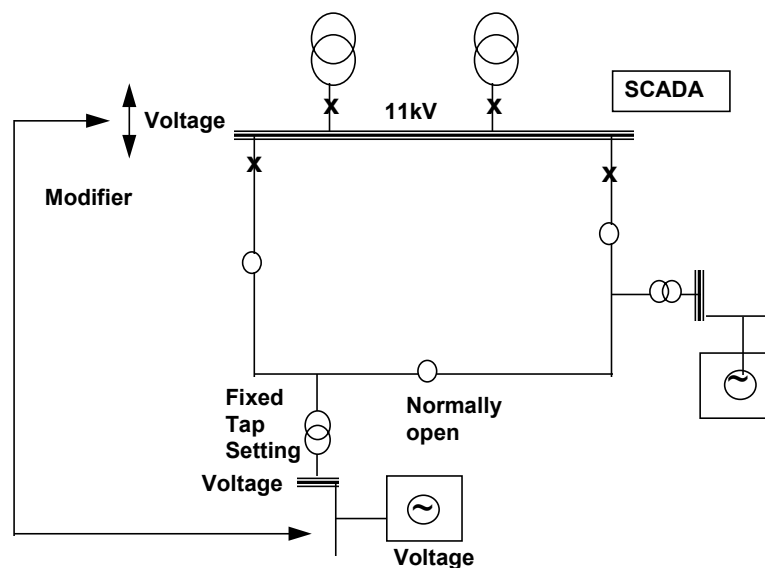 SCADA
11kV
Voltage
Modifier
Fixed
Tap
Setting
Normally
open
Voltage
Voltage